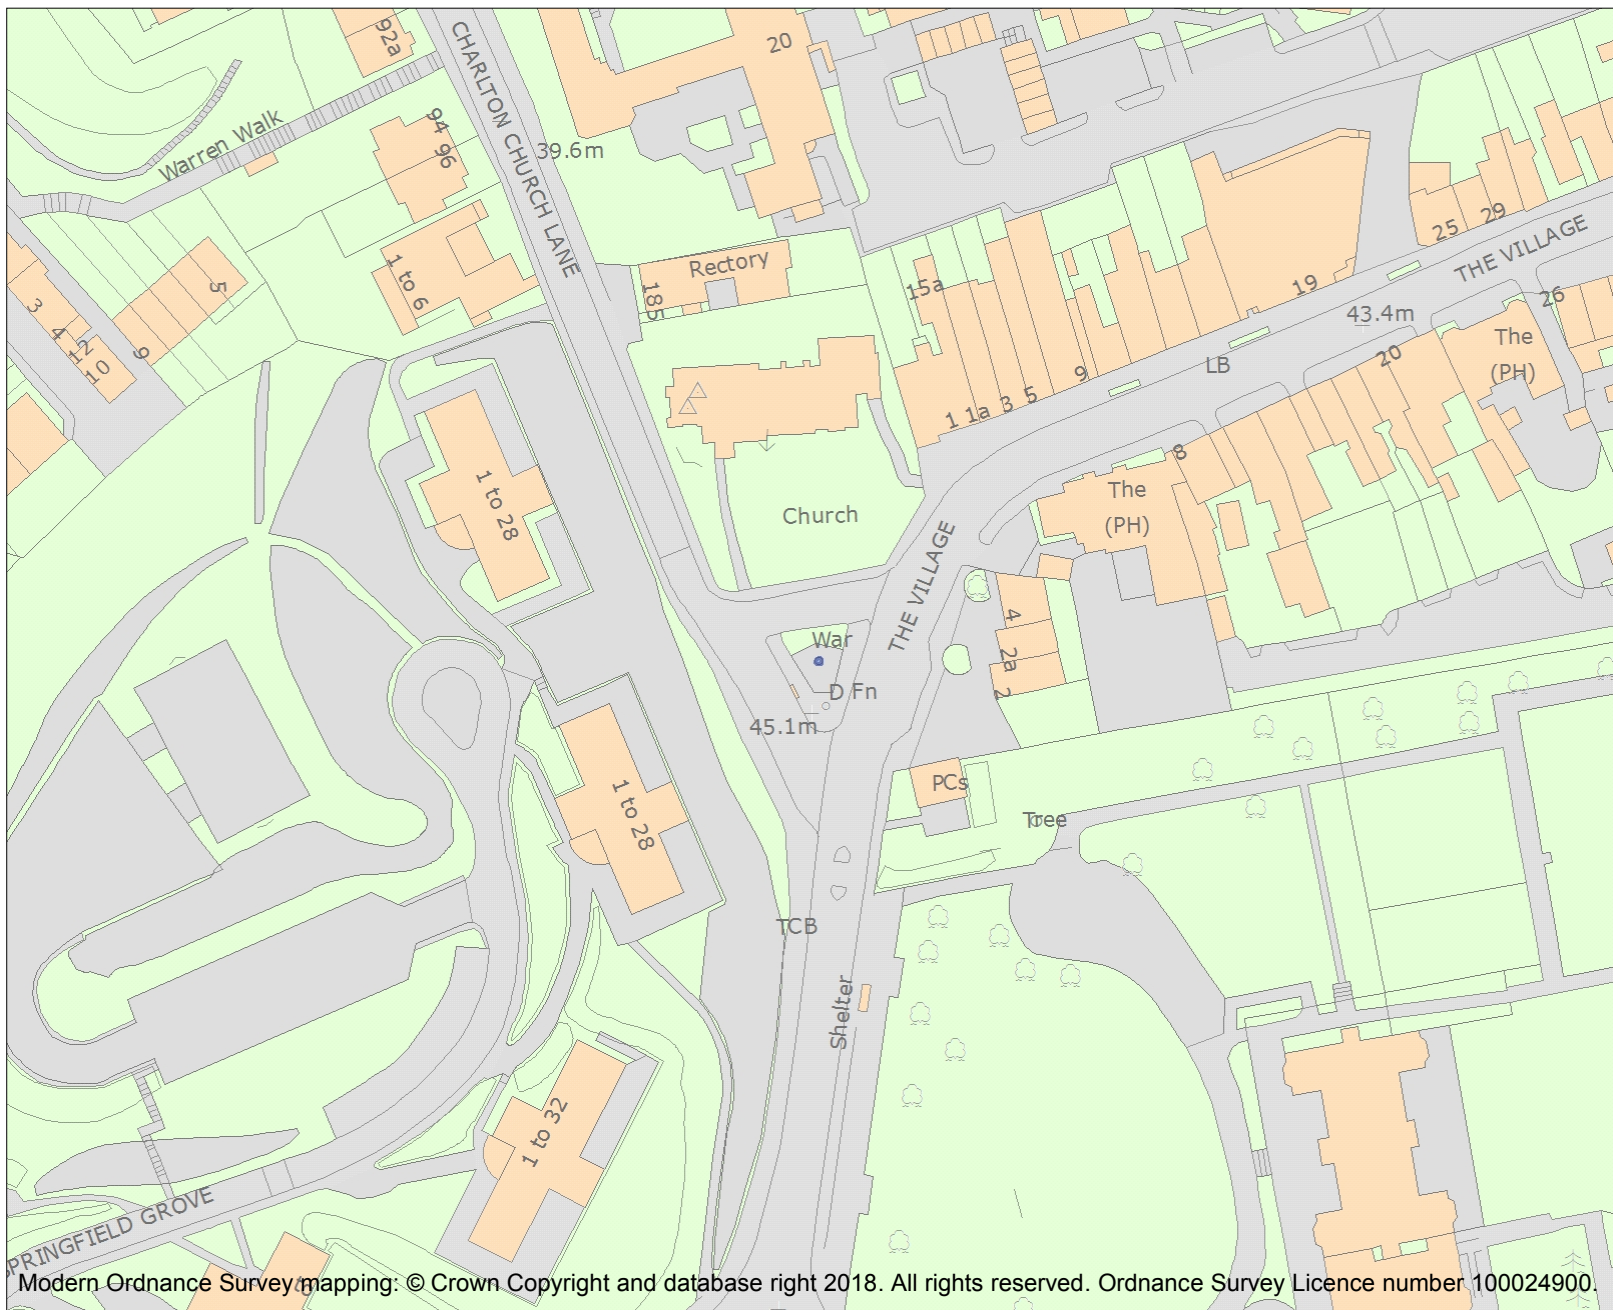 92a
CHARLTON CHURCH LANE
20
94
96
39.6m
Warren Walk
Rectory
185
1 to 6
5
3
4
2
11
10
9
15a
1
1a
3
5
9
19
25
29
THE VILLAGE
43.4m
26
LB
20
The
(PH)
8
The
(PH)
1 to 28
Church
THE VILLAGE
4
2a
2
War
D Fn
45.1m
PCs
Tree
1 to 28
TCB
Shelter
1 to 32
SPRINGFIELD GROVE
to
Modern Ordnance Survey mapping: © Crown Copyright and database right 2018. All rights reserved. Ordnance Survey Licence number 100024900.